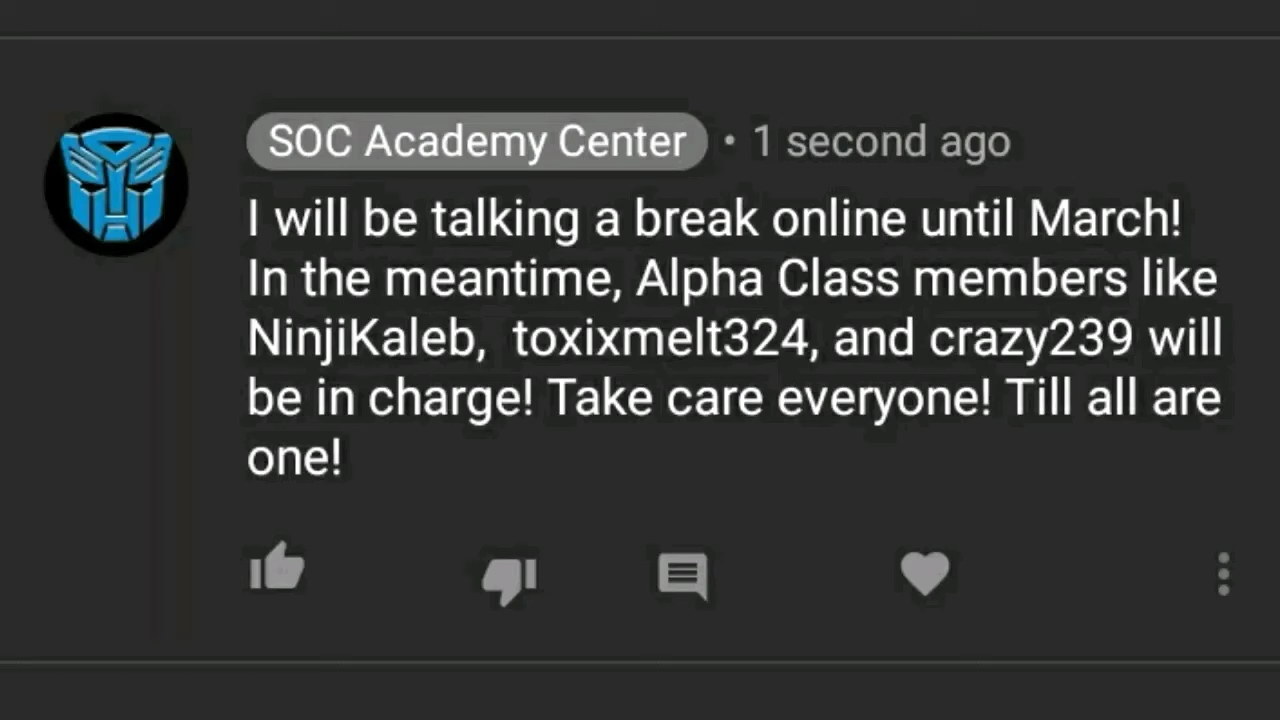 SOC Academy Center • 1 second ago
I will be talking a break online until March!
In the meantime, Alpha Class members like
NinjiKaleb,  toxixmelt324, and crazy239 will
be in charge! Take care everyone! Till all are
one!